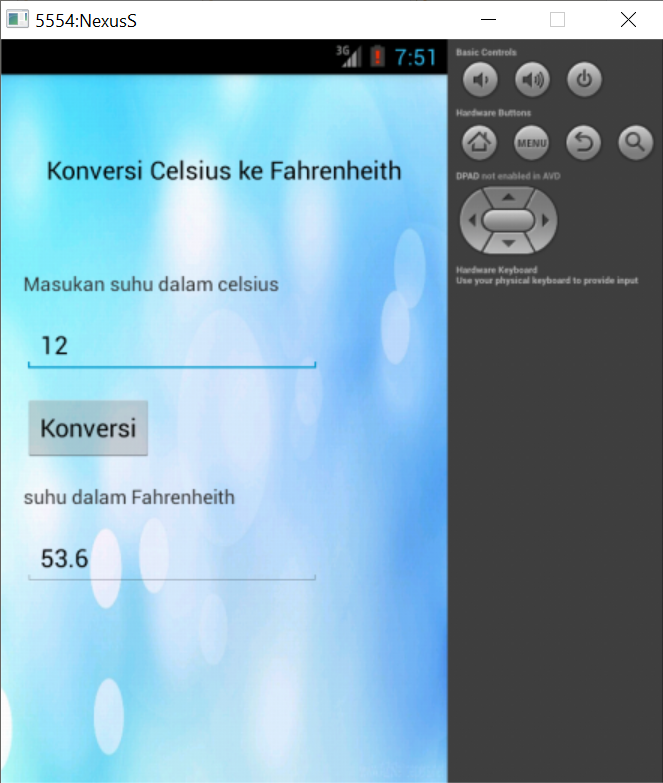 5554:NexusS
3G 7:51
Konversi Celsius ke Fahrenheith
Masukan suhu dalam celsius
12
Konversi
suhu dalam Fahrenheith
53.6
Basic Controls
Hardware Buttons
MENU
DPAD not enabled in AVD
Hardware Keyboard
Use your physical keyboard to provide input